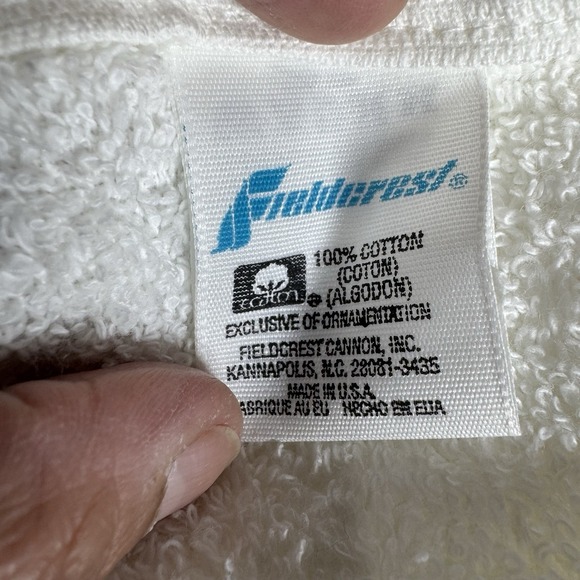 Fieldcrest®
100% COTTON
(COTON)
cotton ® (ALGODON)
EXCLUSIVE OF ORNAMENTATION
FIELDCREST CANNON, INC.
KANNAPOLIS, N.C. 28081-3435
MADE IN U.S.A.
FABRIQUE AU EU HECHO EN EUA